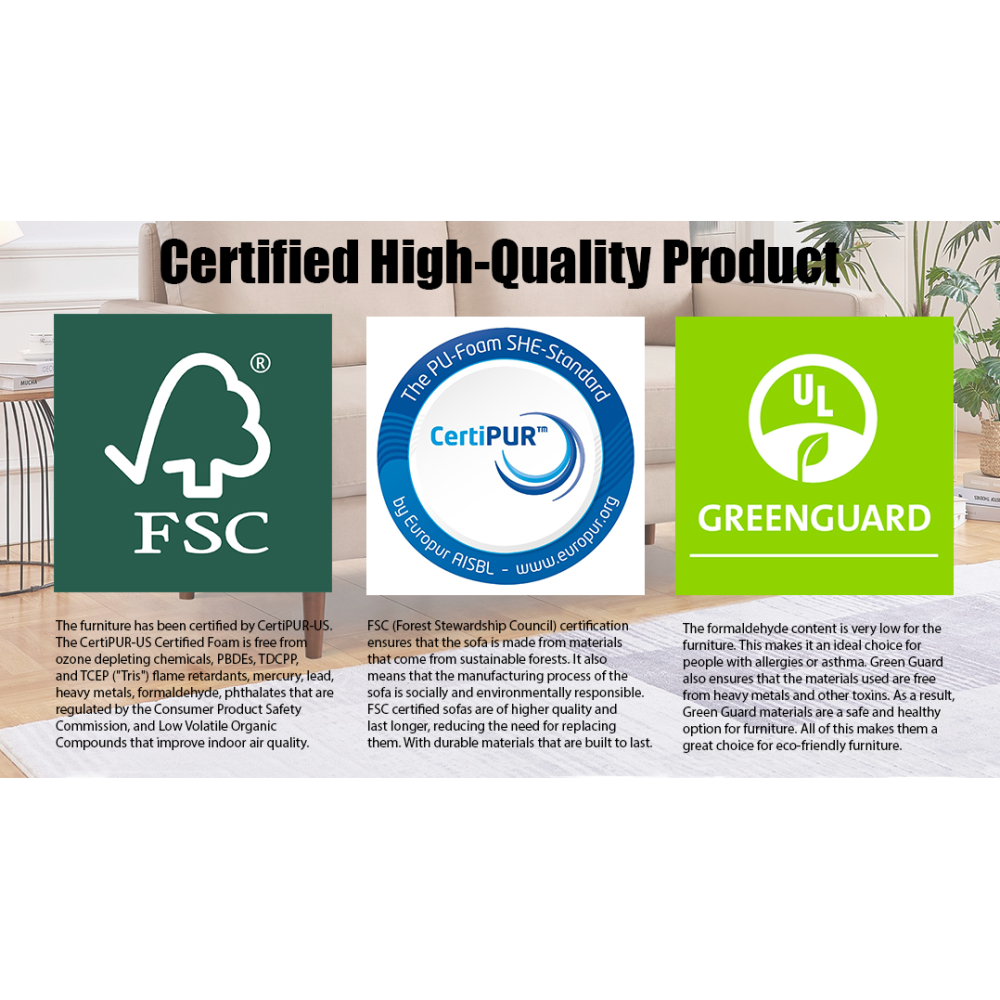 Certified High-Quality Product
MUCHA
®
FSC
The PU-Foam SHE-Standard
CertiPUR™
by Europur AISBL - www.europur.org
UL
GREENGUARD
The furniture has been certified by CertiPUR-US.
The CertiPUR-US Certified Foam is free from
ozone depleting chemicals, PBDEs, TDCPP,
and TCEP ("Tris") flame retardants, mercury, lead,
heavy metals, formaldehyde, phthalates that are
regulated by the Consumer Product Safety
Commission, and Low Volatile Organic
Compounds that improve indoor air quality.
FSC (Forest Stewardship Council) certification
ensures that the sofa is made from materials
that come from sustainable forests. It also
means that the manufacturing process of the
sofa is socially and environmentally responsible.
FSC certified sofas are of higher quality and
last longer, reducing the need for replacing
them. With durable materials that are built to last.
The formaldehyde content is very low for the
furniture. This makes it an ideal choice for
people with allergies or asthma. Green Guard
also ensures that the materials used are free
from heavy metals and other toxins. As a result,
Green Guard materials are a safe and healthy
option for furniture. All of this makes them a
great choice for eco-friendly furniture.